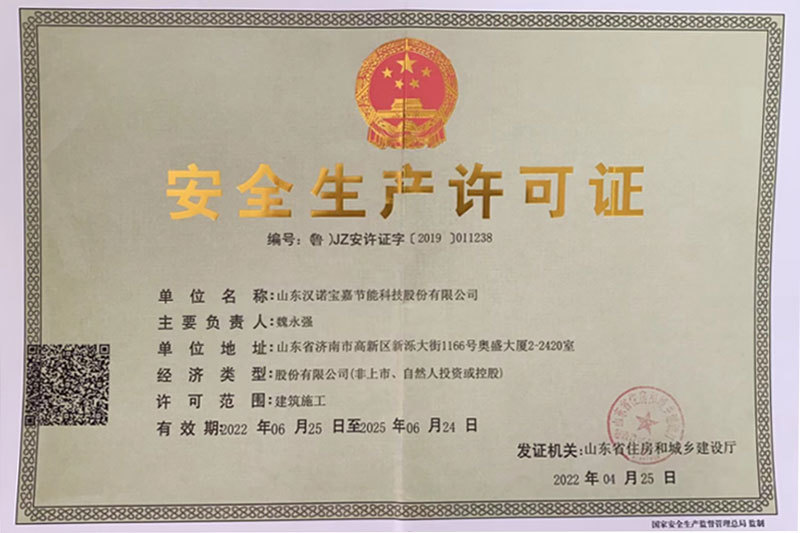 安全生产许可证
编号:(鲁)JZ安许证字〔2019〕011238
单位名称:山东汉诺宝嘉节能科技股份有限公司
主要负责人:魏永强
单位地址:山东省济南市高新区新泺大街1166号奥盛大厦2-2420室
经济类型:股份有限公司(非上市、自然人投资或控股)
许可范围:建筑施工
有效期:2022 年06 月25 日至2025 年06 月24 日
发证机关:山东省住房和城乡建设厅
2022 年04 月25 日
国家安全生产监督管理总局 监制